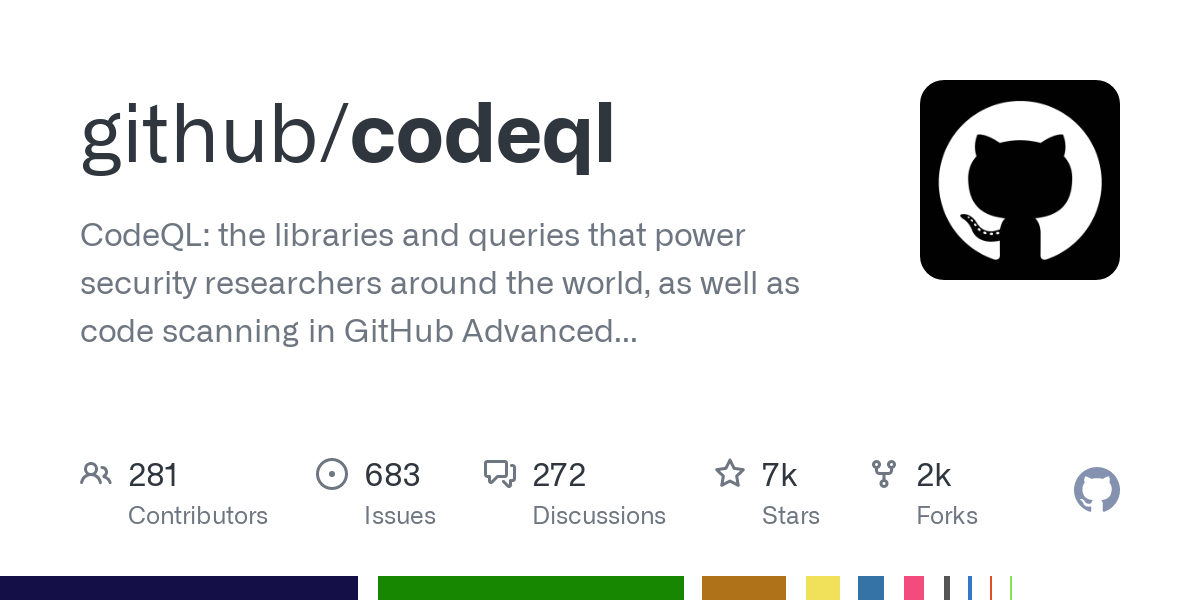 github/codeql
CodeQL: the libraries and queries that power
security researchers around the world, as well as
code scanning in GitHub Advanced...
281 683 272 7k 2k
Contributors Issues Discussions Stars Forks